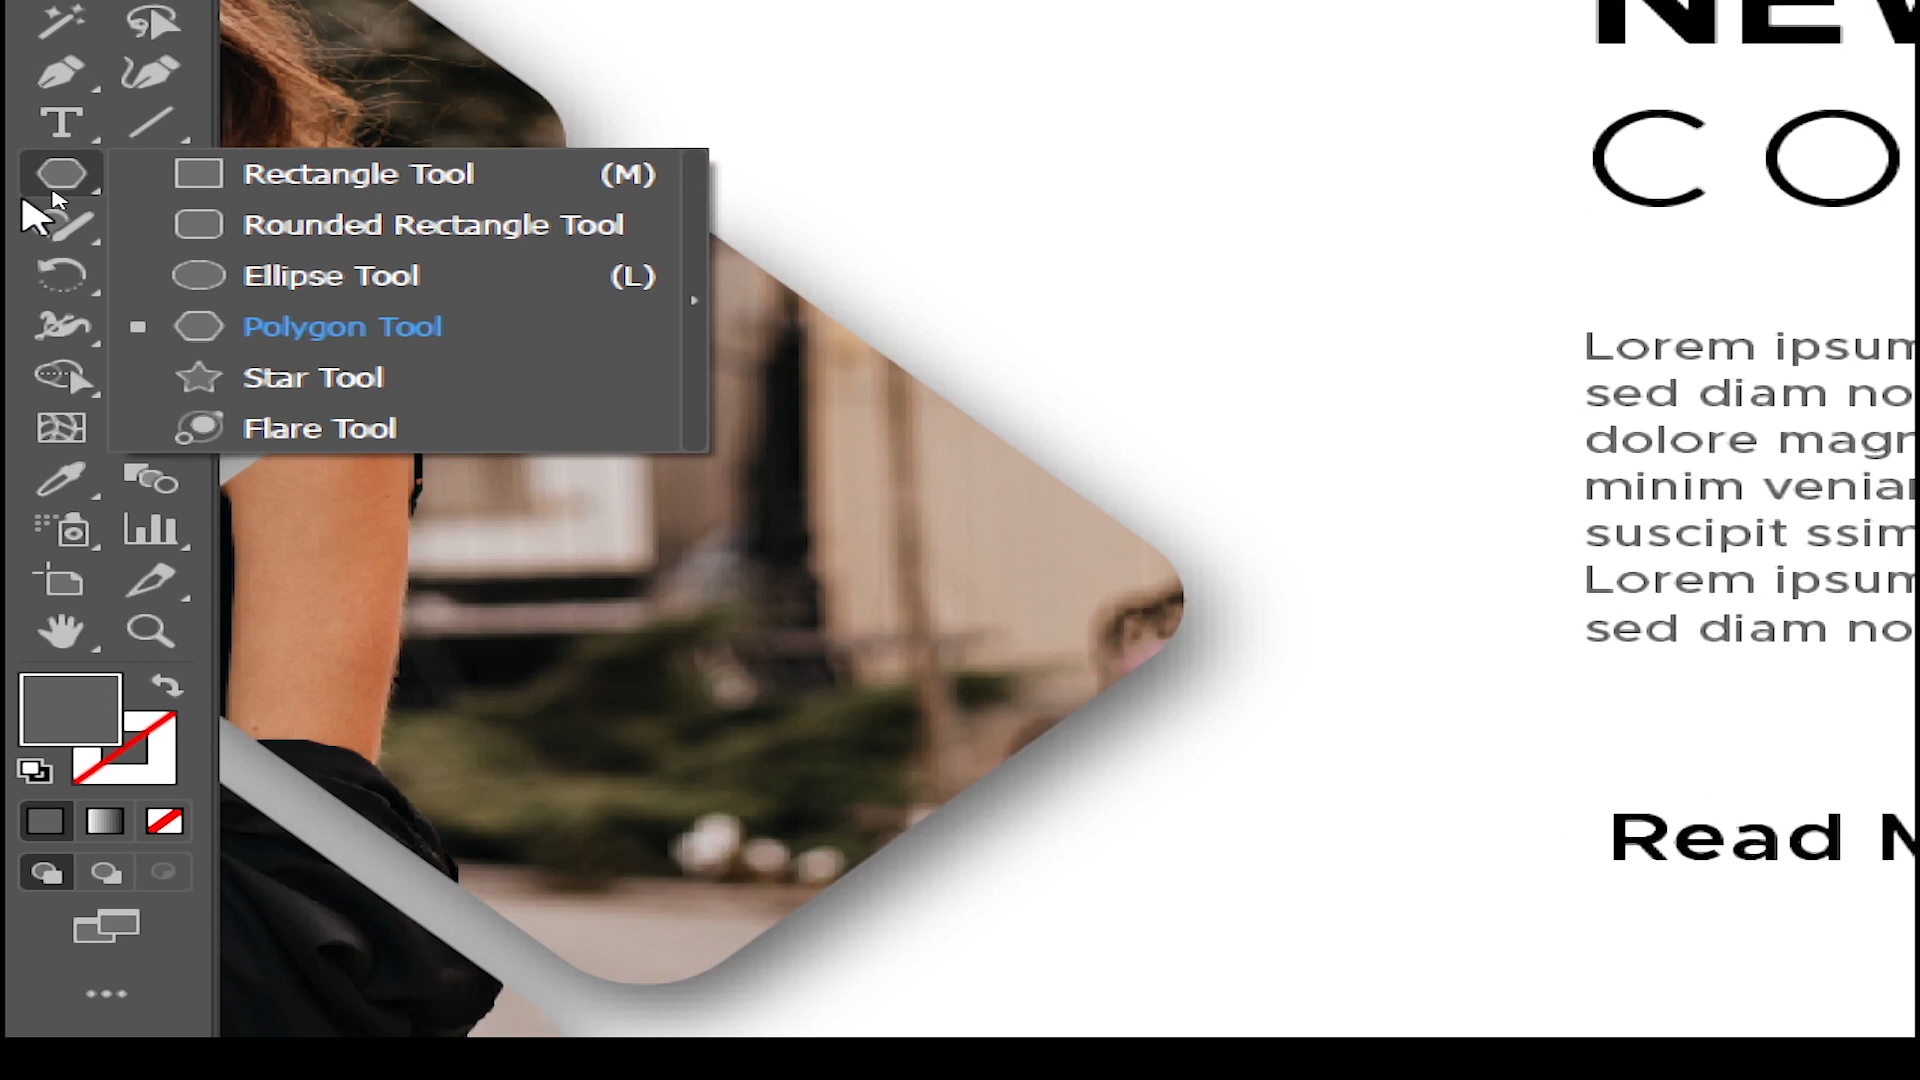 NEW
CO
Rectangle Tool (M)
Rounded Rectangle Tool
Ellipse Tool (L)
Polygon Tool
Star Tool
Flare Tool
Lorem ipsum
sed diam no
dolore magn
minim veniam
suscipit ssim
Lorem ipsum
sed diam no
Read M